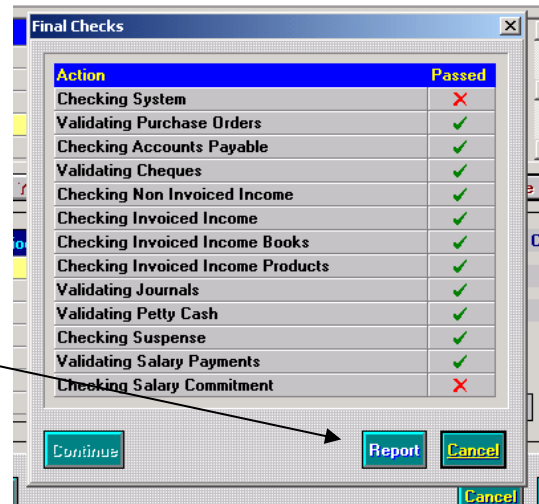 Final Checks
Action Passed
Checking System
Validating Purchase Orders
Checking Accounts Payable
Validating Cheques
Checking Non Invoiced Income
Checking Invoiced Income
Checking Invoiced Income Books
Checking Invoiced Income Products
Validating Journals
Validating Petty Cash
Checking Suspense
Validating Salary Payments
Checking Salary Commitment
Continue Report Cancel
Cancel